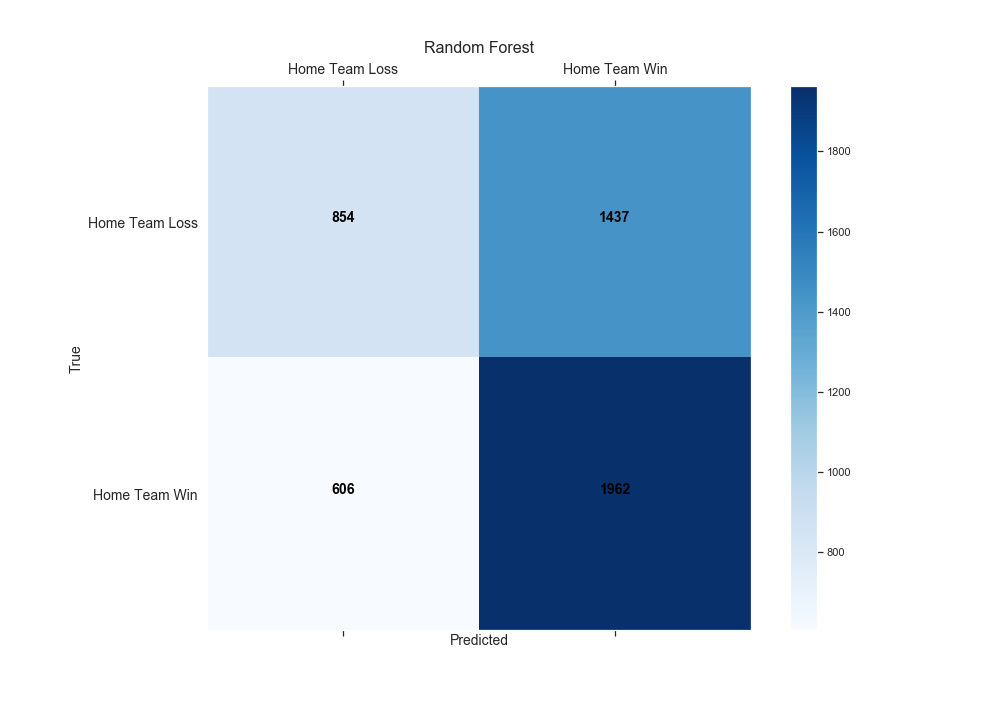 Random Forest
Home Team Loss Home Team Win
1800
Home Team Loss 854 1437
1600
1400
True
1200
1000
Home Team Win 606 1962
800
Predicted